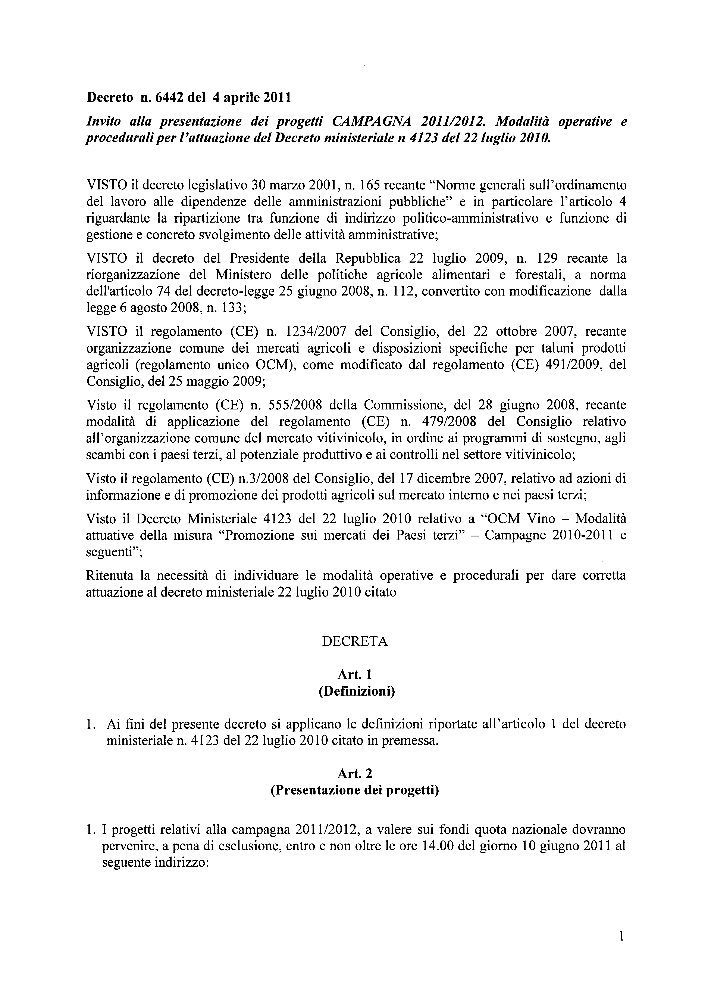 Decreto n. 6442 del 4 aprile 2011
Invito alla presentazione dei progetti CAMPAGNA 2011/2012. Modalità operative e
procedurali per l’attuazione del Decreto ministeriale n 4123 del 22 luglio 2010.
VISTO il decreto legislativo 30 marzo 2001, n. 165 recante “Norme generali sull’ordinamento
del lavoro alle dipendenze delle amministrazioni pubbliche” e in particolare l’articolo 4
riguardante la ripartizione tra funzione di indirizzo politico-amministrativo e funzione di
gestione e concreto svolgimento delle attività amministrative;
VISTO il decreto del Presidente della Repubblica 22 luglio 2009, n. 129 recante la
riorganizzazione del Ministero delle politiche agricole alimentari e forestali, a norma
dell'articolo 74 del decreto-legge 25 giugno 2008, n. 112, convertito con modificazione dalla
legge 6 agosto 2008, n. 133;
VISTO il regolamento (CE) n. 1234/2007 del Consiglio, del 22 ottobre 2007, recante
organizzazione comune dei mercati agricoli e disposizioni specifiche per taluni prodotti
agricoli (regolamento unico OCM), come modificato dal regolamento (CE) 491/2009, del
Consiglio, del 25 maggio 2009;
Visto il regolamento (CE) n. 555/2008 della Commissione, del 28 giugno 2008, recante
modalità di applicazione del regolamento (CE) n. 479/2008 del Consiglio relativo
all’organizzazione comune del mercato vitivinicolo, in ordine ai programmi di sostegno, agli
scambi con i paesi terzi, al potenziale produttivo e ai controlli nel settore vitivinicolo;
Visto il regolamento (CE) n.3/2008 del Consiglio, del 17 dicembre 2007, relativo ad azioni di
informazione e di promozione dei prodotti agricoli sul mercato interno e nei paesi terzi;
Visto il Decreto Ministeriale 4123 del 22 luglio 2010 relativo a “OCM Vino – Modalità
attuative della misura “Promozione sui mercati dei Paesi terzi” – Campagne 2010-2011 e
seguenti”;
Ritenuta la necessità di individuare le modalità operative e procedurali per dare corretta
attuazione al decreto ministeriale 22 luglio 2010 citato
DECRETA
Art. 1
(Definizioni)
1. Ai fini del presente decreto si applicano le definizioni riportate all’articolo 1 del decreto
ministeriale n. 4123 del 22 luglio 2010 citato in premessa.
Art. 2
(Presentazione dei progetti)
1. I progetti relativi alla campagna 2011/2012, a valere sui fondi quota nazionale dovranno
pervenire, a pena di esclusione, entro e non oltre le ore 14.00 del giorno 10 giugno 2011 al
seguente indirizzo:
1